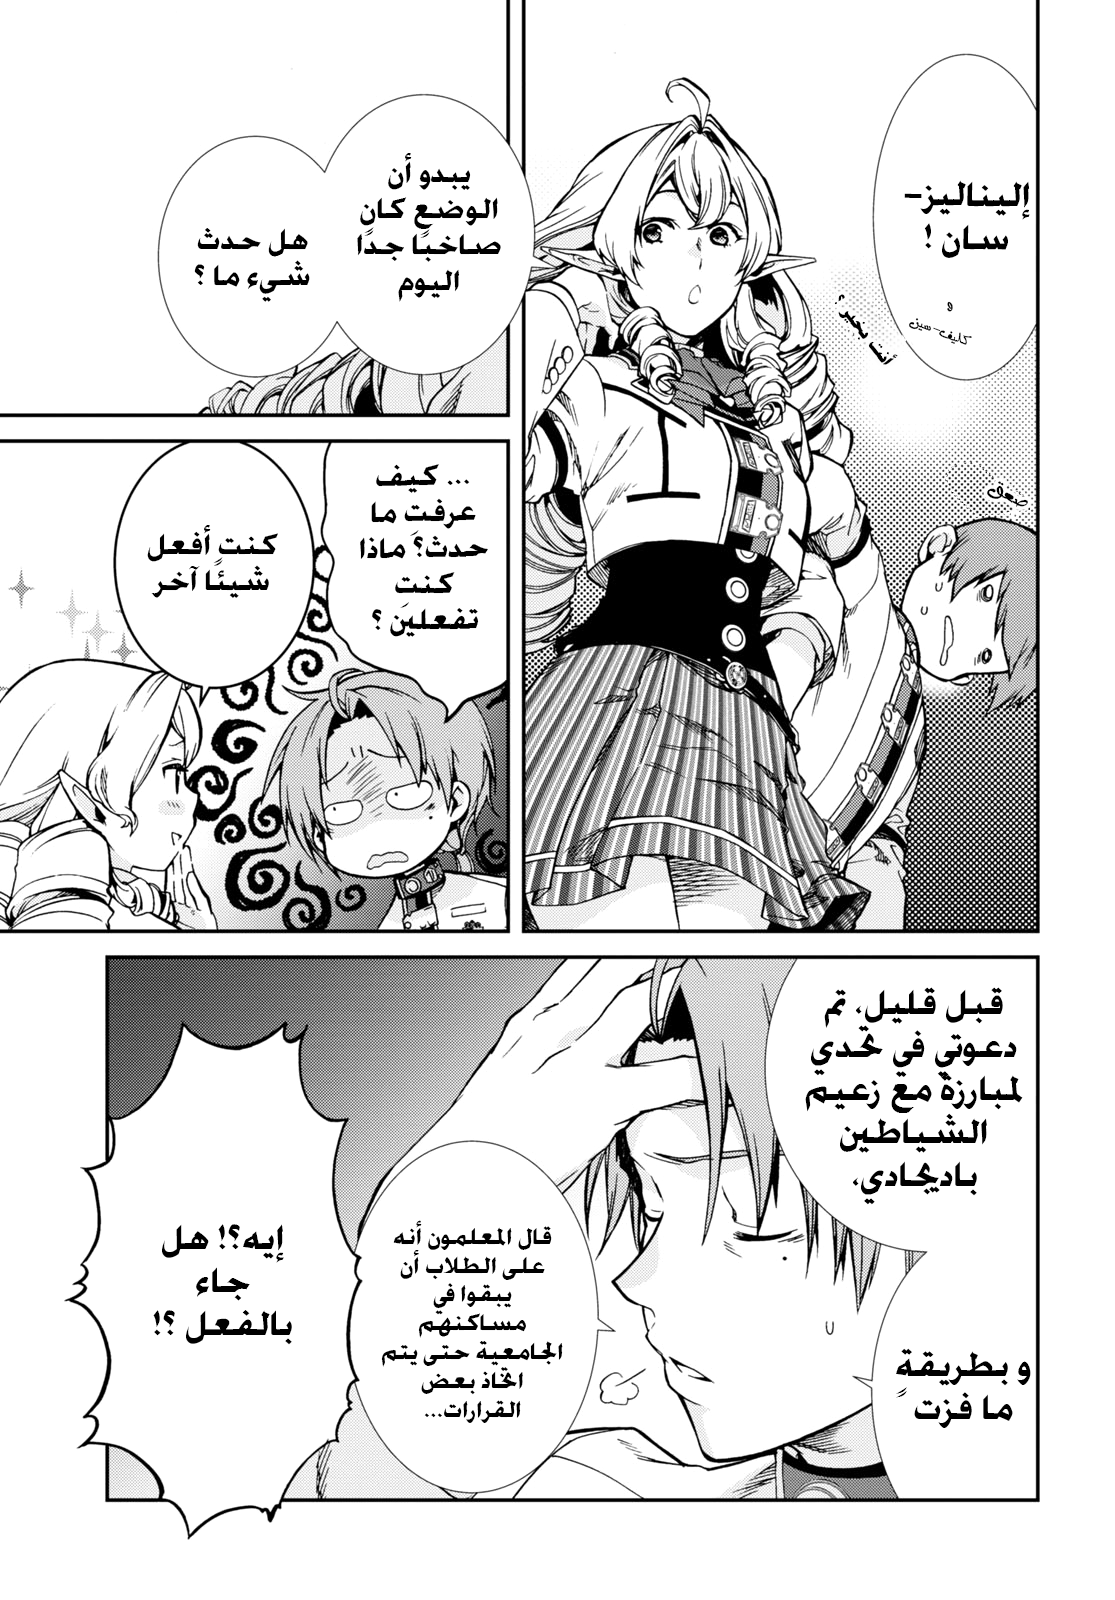 إليناليز-
سان !
و
كليف-سين
أنت بخير ؟
صعق
يبدو أن
الوضع كان
صاخبًا جدًا
اليوم
هل حدث
شيء ما ؟
... كيف
عرفتِ ما
حدث؟ ماذا
كنت
تفعلينَ ؟
كنت أفعل
شيئًا آخر
قبل قليل، تم
دعوتي في تحدي
لمبارزة مع زعيم
الشياطين
باديجادي،
و بطريقةٍ
ما فزت
قال المعلمون أنه
على الطلاب أن
يبقوا في
مساكنهم
الجامعية حتى يتم
اتخاذ بعض
القرارات...
إيه؟! هل
جاء
بالفعل ؟!